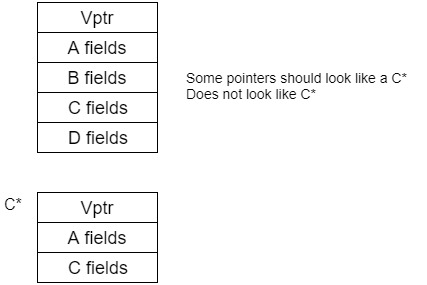 Vptr
A fields
B fields
C fields
D fields
Some pointers should look like a C*
Does not look like C*
C*
Vptr
A fields
C fields